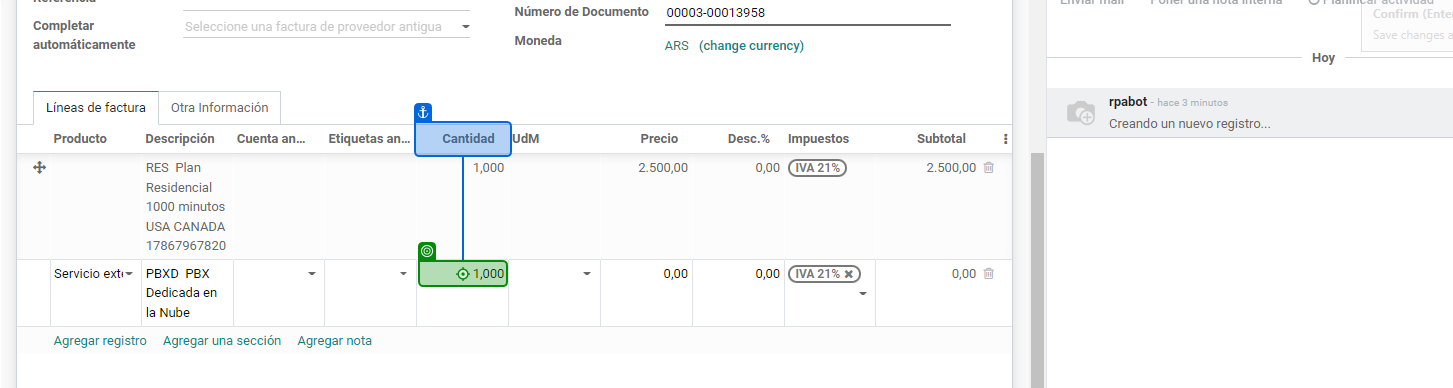 Referencia
Completar automáticamente
Seleccione una factura de proveedor antigua
Número de Documento 00003-00013958
Moneda ARS (change currency)
Líneas de factura Otra Información
Producto Descripción Cuenta an... Etiquetas an... Cantidad UdM Precio Desc.% Impuestos Subtotal
RES Plan 1,000 2.500,00 0,00 IVA 21% 2.500,00
Residencial
1000 minutos
USA CANADA
17867967820
Servicio exte PBXD PBX 1,000 0,00 0,00 IVA 21% 0,00
Dedicada en
la Nube
Agregar registro Agregar una sección Agregar nota
Enviar mail Poner una nota interna Planificar actividad
Confirm (Enter
Save changes a
Hoy
rpabot - hace 3 minutos
Creando un nuevo registro...